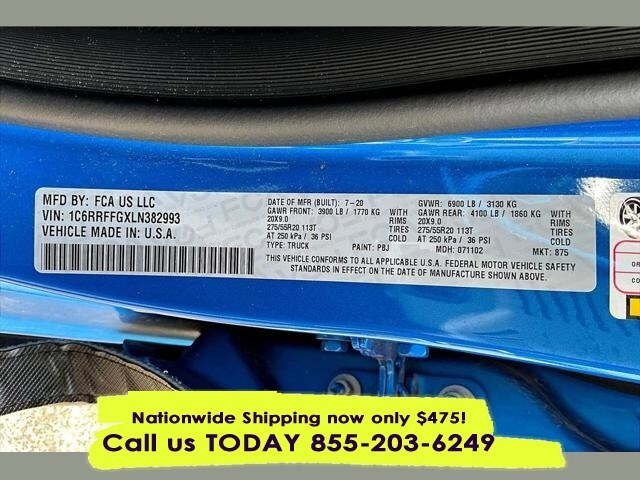 MFD BY: FCA US LLC
VIN: 1C6RRFFGXLN382993
VEHICLE MADE IN: U.S.A.
DATE OF MFR (BUILT): 7-20
GAWR FRONT: 3900 LB / 1770 KG WITH
20X9.0 RIMS
275/55R20 113T TIRES
AT 250 kPa / 36 PSI COLD
TYPE: TRUCK PAINT: PBJ
GVWR: 6900 LB / 3130 KG
GAWR REAR: 4100 LB / 1860 KG WITH
20X9.0 RIMS
275/55R20 113T TIRES
AT 250 kPa / 36 PSI COLD
MDH: 071102 MKT: 875
THIS VEHICLE CONFORMS TO ALL APPLICABLE U.S.A. FEDERAL MOTOR VEHICLE SAFETY
STANDARDS IN EFFECT ON THE DATE OF MANUFACTURE SHOWN ABOVE.
Nationwide Shipping now only $475!
Call us TODAY 855-203-6249